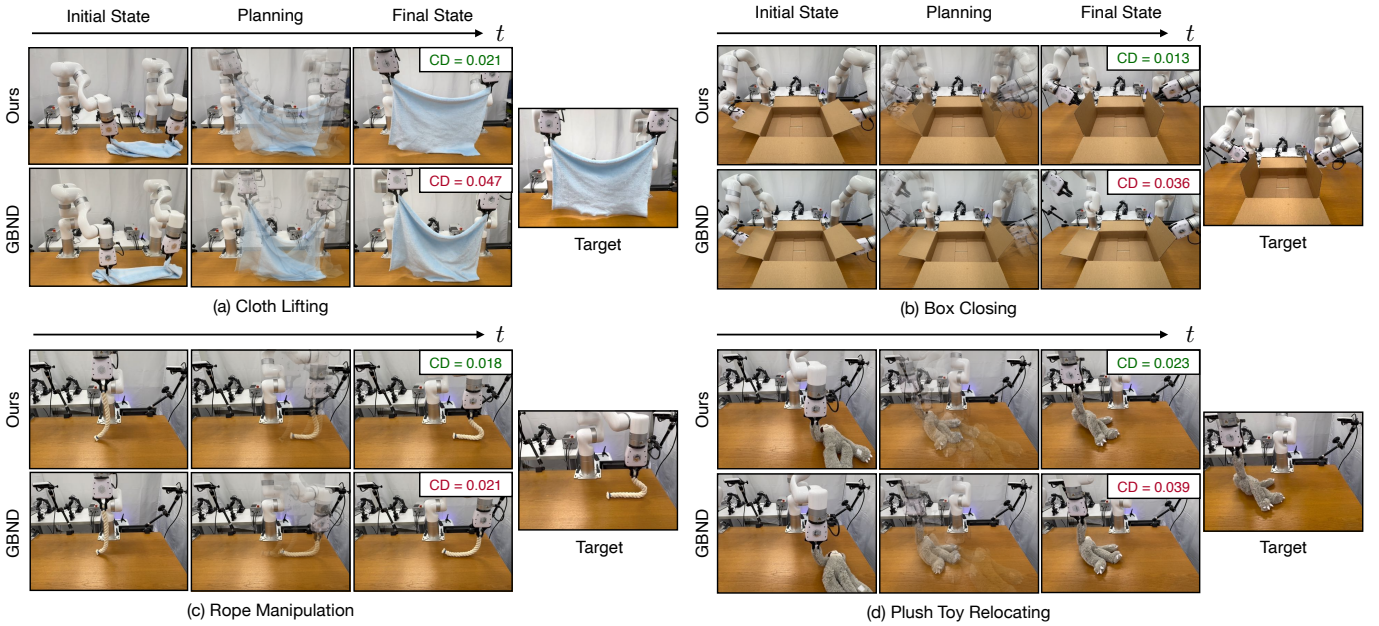 Initial State Planning Final State
t
Ours
CD = 0.021
GBND
CD = 0.047
Target
(a) Cloth Lifting
Initial State Planning Final State
t
Ours
CD = 0.013
GBND
CD = 0.036
Target
(b) Box Closing
t
Ours
CD = 0.018
GBND
CD = 0.021
Target
(c) Rope Manipulation
t
Ours
CD = 0.023
GBND
CD = 0.039
Target
(d) Plush Toy Relocating